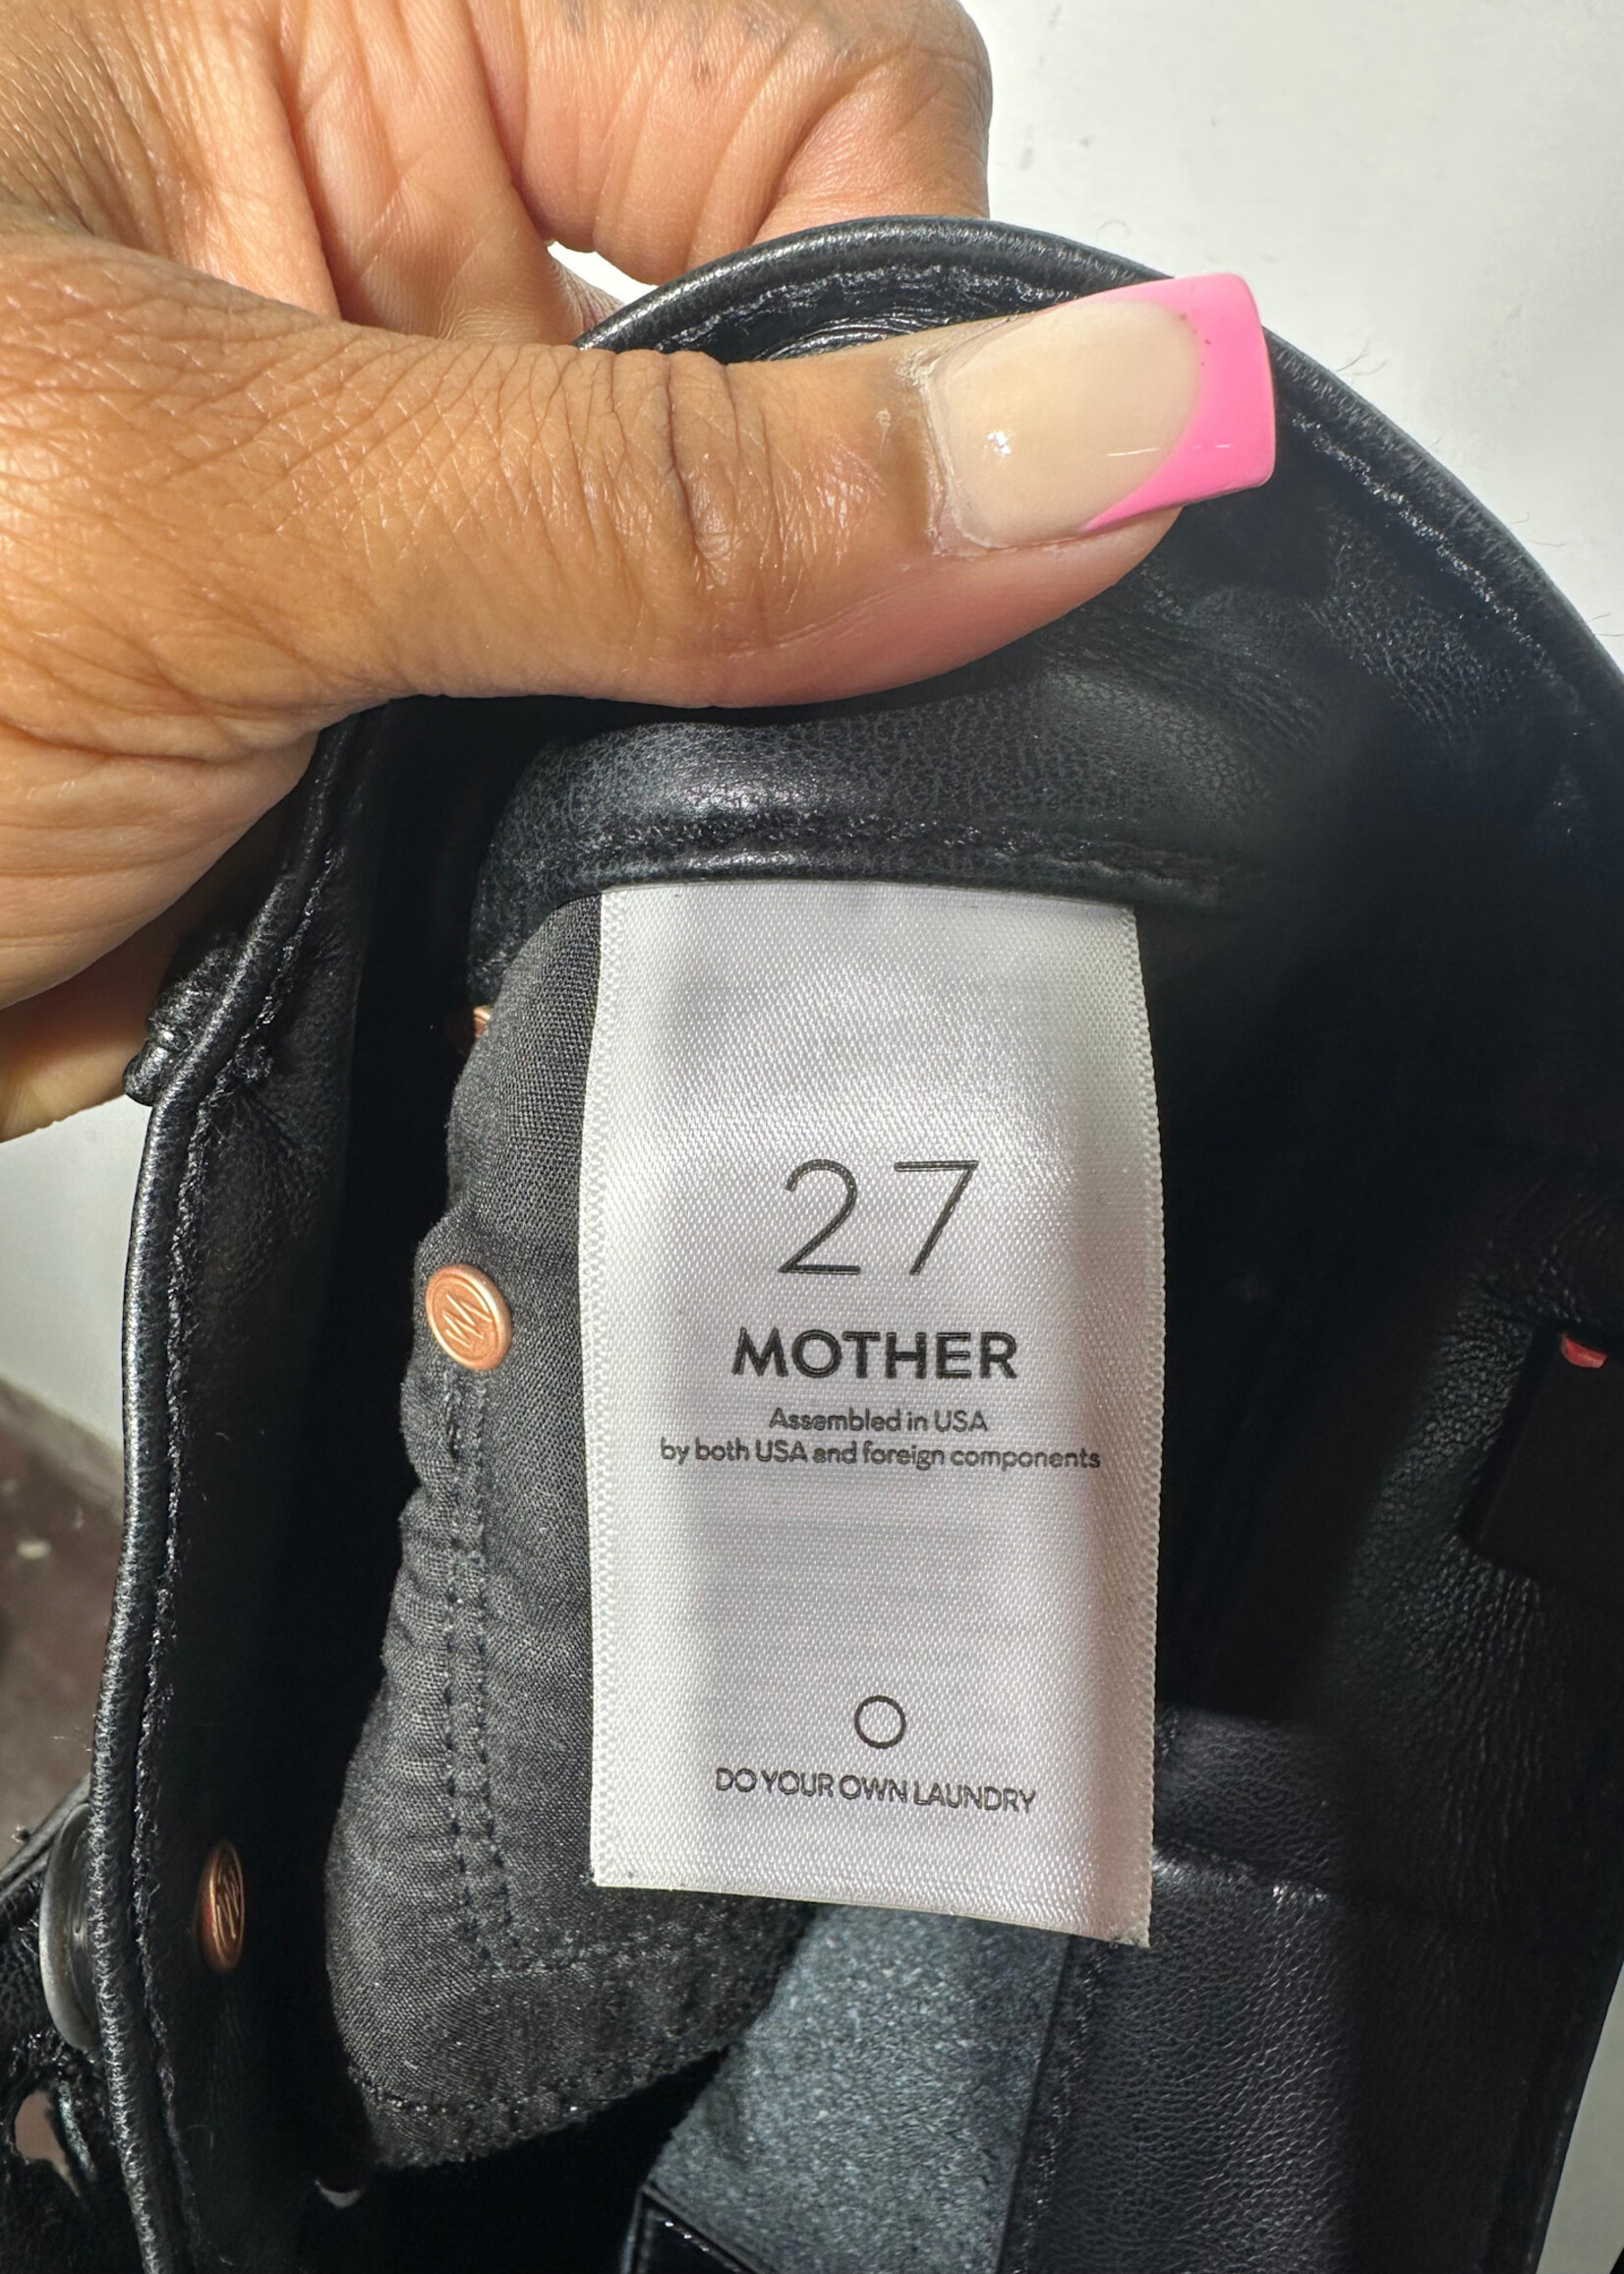 27
MOTHER
Assembled in USA
by both USA and foreign components
DO YOUR OWN LAUNDRY